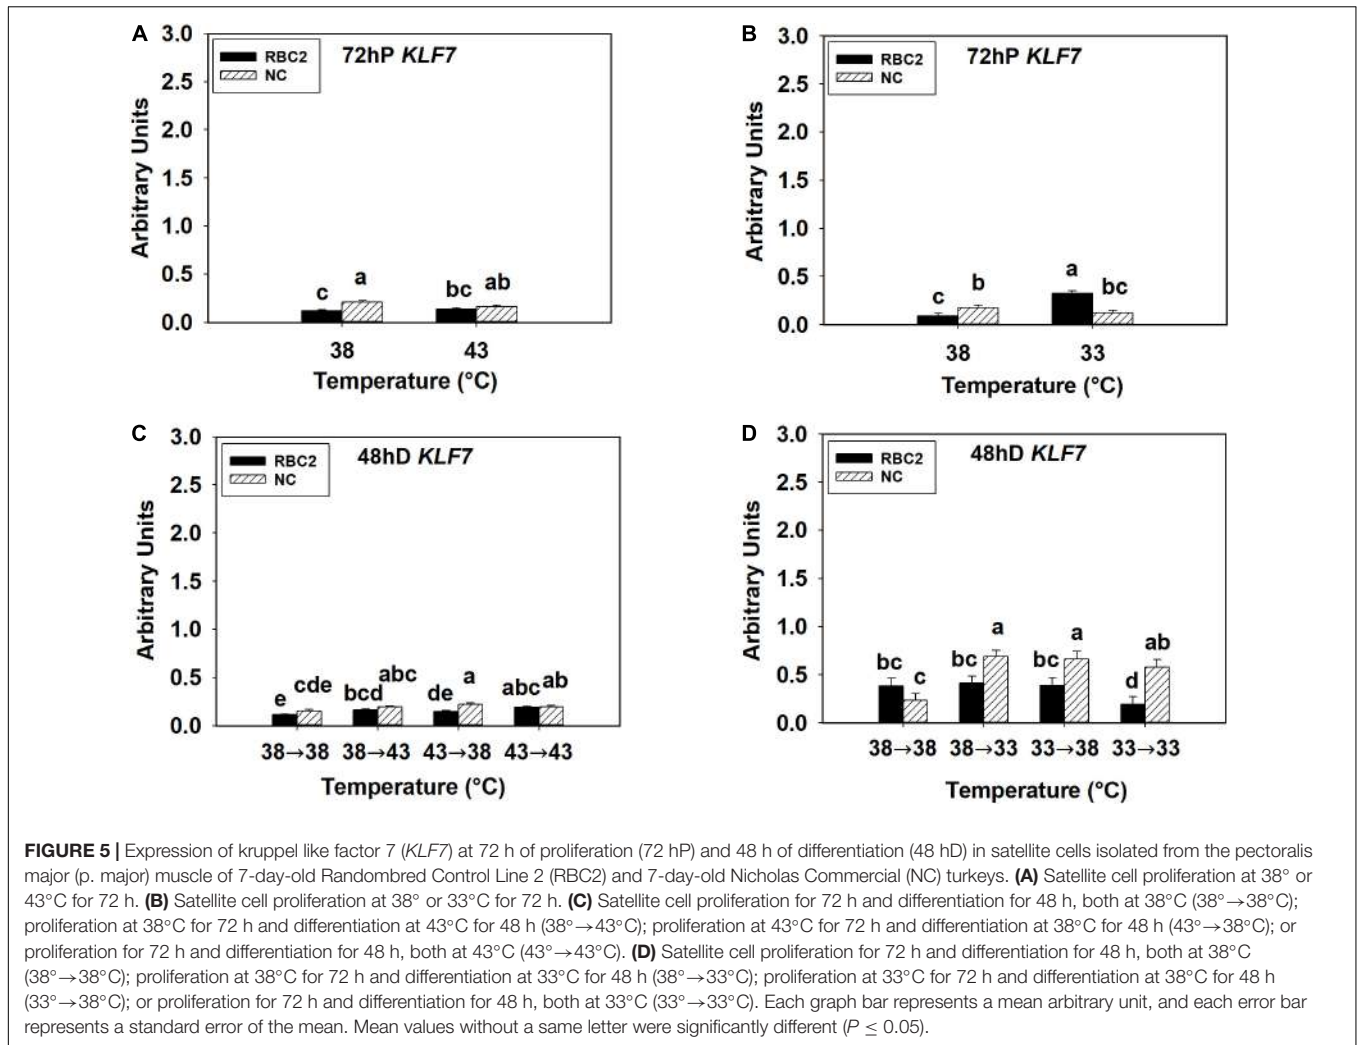 A
3.0
2.5
2.0
1.5
1.0
0.5
0.0
Arbitrary Units
RBC2
NC
72hP KLF7
c
a
bc
ab
38
43
Temperature (°C)
B
3.0
2.5
2.0
1.5
1.0
0.5
0.0
Arbitrary Units
RBC2
NC
72hP KLF7
c
b
a
bc
38
33
Temperature (°C)
C
3.0
2.5
2.0
1.5
1.0
0.5
0.0
Arbitrary Units
RBC2
NC
48hD KLF7
e
cde
bcd
abc
de
a
abc
ab
38→38
38→43
43→38
43→43
Temperature (°C)
D
3.0
2.5
2.0
1.5
1.0
0.5
0.0
Arbitrary Units
RBC2
NC
48hD KLF7
bc
c
bc
a
bc
a
d
ab
38→38
38→33
33→38
33→33
Temperature (°C)
FIGURE 5 | Expression of kruppel like factor 7 (KLF7) at 72 h of proliferation (72 hP) and 48 h of differentiation (48 hD) in satellite cells isolated from the pectoralis
major (p. major) muscle of 7-day-old Randombred Control Line 2 (RBC2) and 7-day-old Nicholas Commercial (NC) turkeys. (A) Satellite cell proliferation at 38° or
43°C for 72 h. (B) Satellite cell proliferation at 38° or 33°C for 72 h. (C) Satellite cell proliferation for 72 h and differentiation for 48 h, both at 38°C (38°→38°C);
proliferation at 38°C for 72 h and differentiation at 43°C for 48 h (38°→43°C); proliferation at 43°C for 72 h and differentiation at 38°C for 48 h (43°→38°C); or
proliferation for 72 h and differentiation for 48 h, both at 43°C (43°→43°C). (D) Satellite cell proliferation for 72 h and differentiation for 48 h, both at 38°C
(38°→38°C); proliferation at 38°C for 72 h and differentiation at 33°C for 48 h (38°→33°C); proliferation at 33°C for 72 h and differentiation at 38°C for 48 h
(33°→38°C); or proliferation for 72 h and differentiation for 48 h, both at 33°C (33°→33°C). Each graph bar represents a mean arbitrary unit, and each error bar
represents a standard error of the mean. Mean values without a same letter were significantly different (P ≤ 0.05).